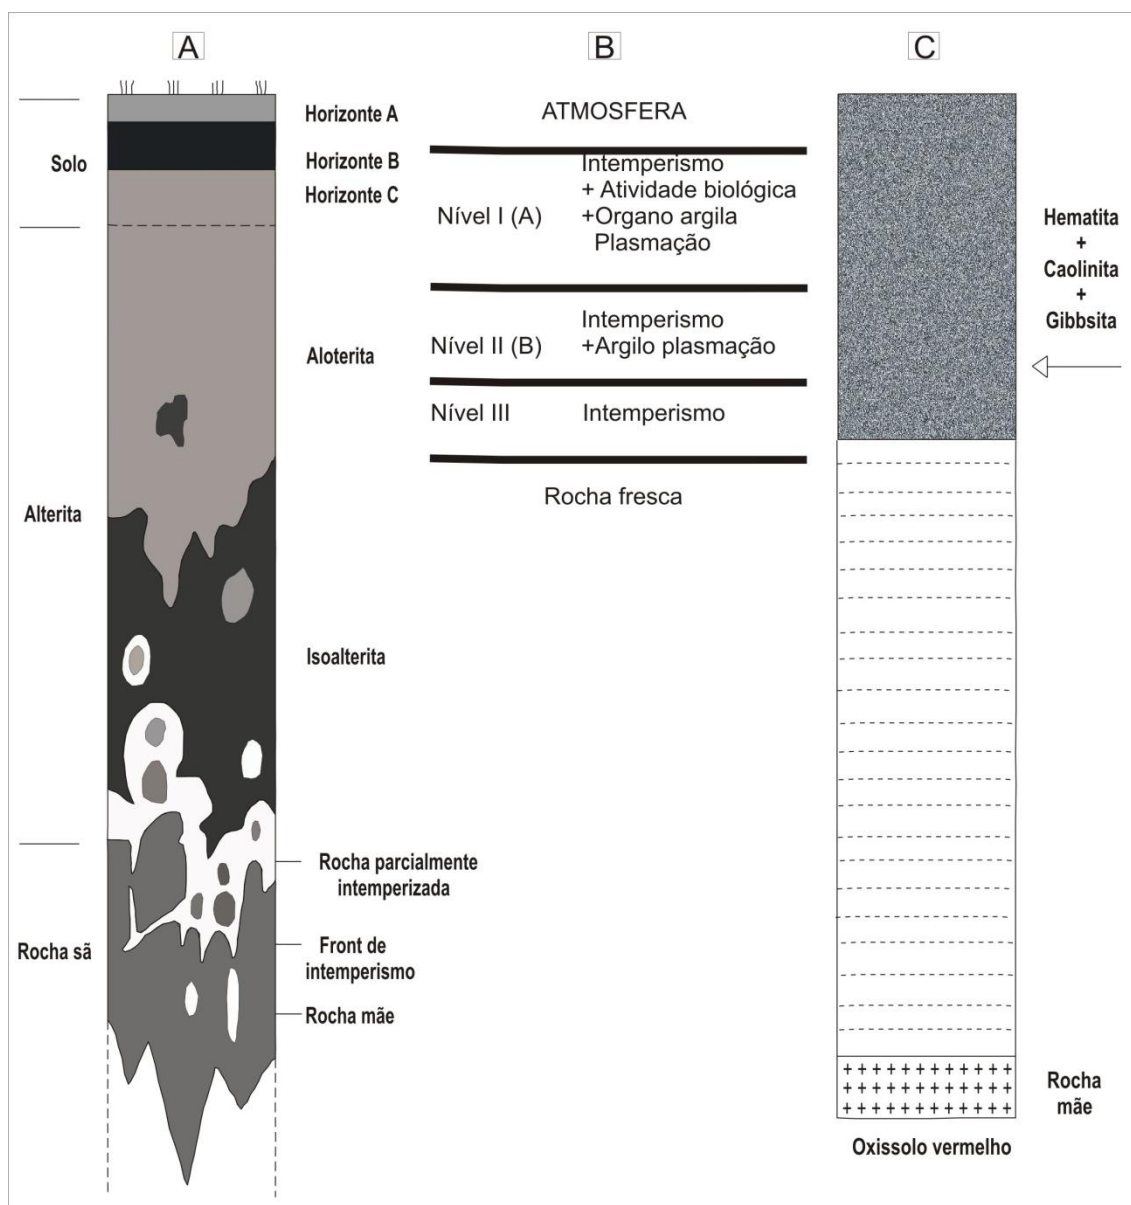 A
Solo
Alterita
Rocha sã
Horizonte A
Horizonte B
Horizonte C
Aloterita
Isoalterita
Rocha parcialmente
intemperizada
Front de
intemperismo
Rocha mãe
B
ATMOSFERA
Nível I (A)
Intemperismo
+ Atividade biológica
+Organo argila
Plasmação
Nível II (B)
Intemperismo
+Argilo plasmação
Nível III
Intemperismo
Rocha fresca
C
Hematita
+
Caolinita
+
Gibbsita
Rocha
mãe
Oxissolo vermelho